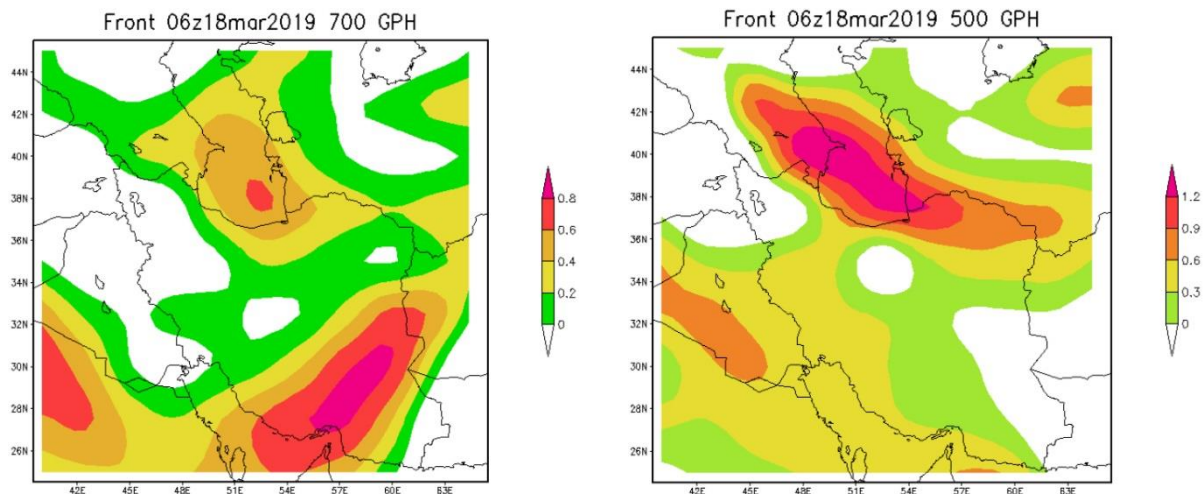 Front 06z18mar2019 700 GPH
44N
42N
40N
38N
36N
34N
32N
30N
28N
26N
42E
45E
48E
51E
54E
57E
60E
63E
0.8
0.6
0.4
0.2
0
Front 06z18mar2019 500 GPH
44N
42N
40N
38N
36N
34N
32N
30N
28N
26N
42E
45E
48E
51E
54E
57E
60E
63E
1.2
0.9
0.6
0.3
0